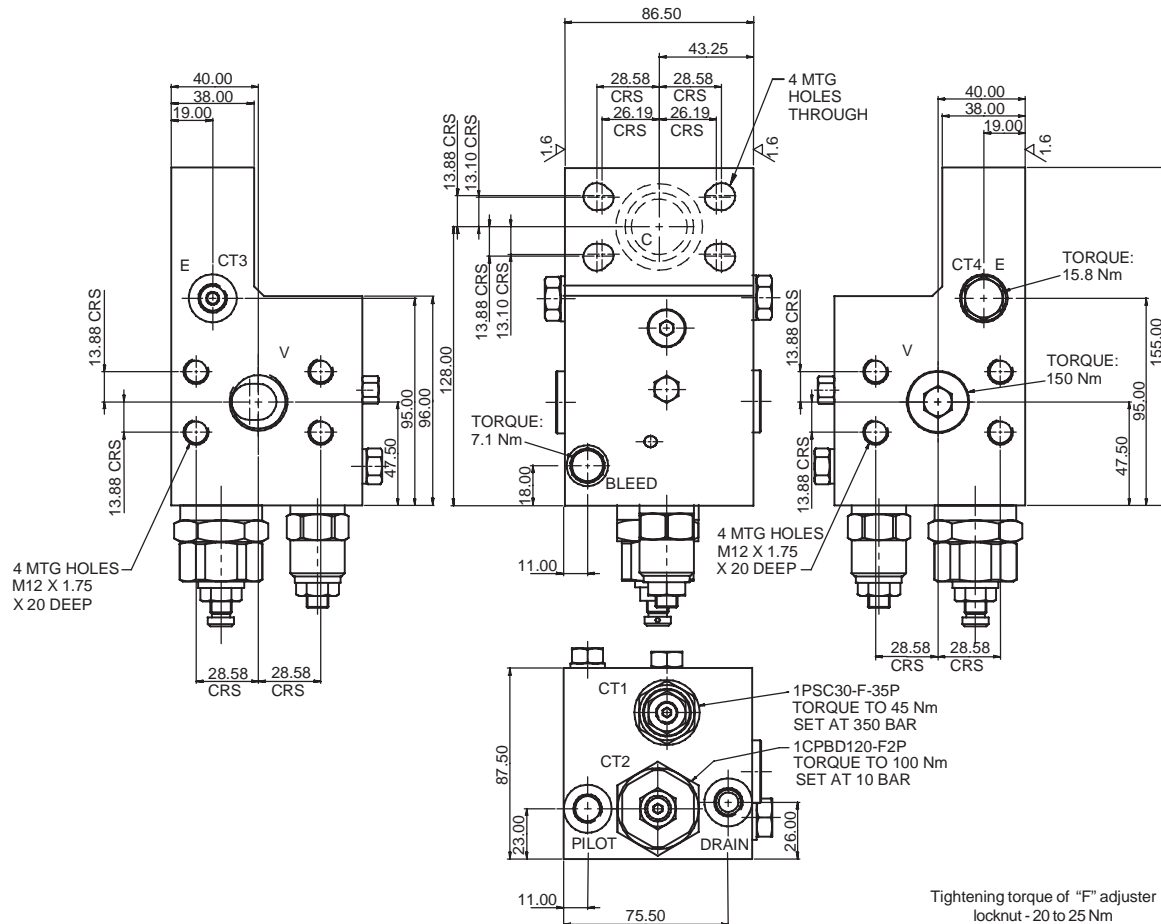 86.50
43.25
28.58
CRS
28.58
CRS
26.19
CRS
26.19
CRS
4 MTG
HOLES
THROUGH
40.00
38.00
19.00
40.00
38.00
19.00
1.6
1.6
13.88 CRS
13.10 CRS
13.88 CRS
13.10 CRS
128.00
C
E
CT3
V
13.88 CRS
13.88 CRS
47.50
95.00
96.00
4 MTG HOLES
M12 X 1.75
X 20 DEEP
28.58
CRS
28.58
CRS
TORQUE:
7.1 Nm
18.00
BLEED
11.00
CT4
E
TORQUE:
15.8 Nm
V
TORQUE:
150 Nm
13.88 CRS
13.88 CRS
47.50
95.00
155.00
4 MTG HOLES
M12 X 1.75
X 20 DEEP
28.58
CRS
28.58
CRS
CT1
1PSC30-F-35P
TORQUE TO 45 Nm
SET AT 350 BAR
CT2
1CPBD120-F2P
TORQUE TO 100 Nm
SET AT 10 BAR
87.50
23.00
PILOT
DRAIN
26.00
11.00
75.50
Tightening torque of “F” adjuster
locknut - 20 to 25 Nm